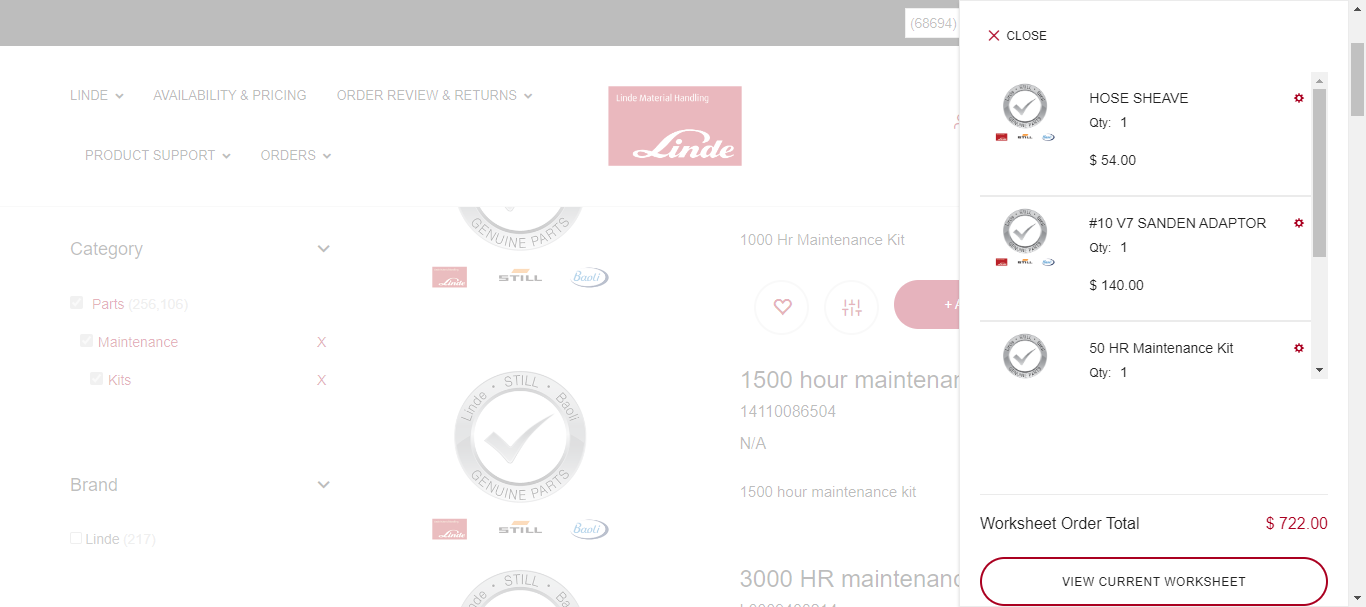 (68694)
LINDE
AVAILABILITY & PRICING
ORDER REVIEW & RETURNS
PRODUCT SUPPORT
ORDERS
Linde Material Handling
Linde
Category
Parts (256,106)
Maintenance X
Kits X
Brand
Linde (217)
GENUINE PARTS
Linde
STILL
Baoli
1000 Hr Maintenance Kit
+ A
Linde • STILL • Baoli
GENUINE PARTS
Linde
STILL
Baoli
1500 hour maintenan
14110086504
N/A
1500 hour maintenance kit
STILL
3000 HR maintenanc
CLOSE
HOSE SHEAVE
Qty: 1
$ 54.00
#10 V7 SANDEN ADAPTOR
Qty: 1
$ 140.00
50 HR Maintenance Kit
Qty: 1
Worksheet Order Total
$ 722.00
VIEW CURRENT WORKSHEET